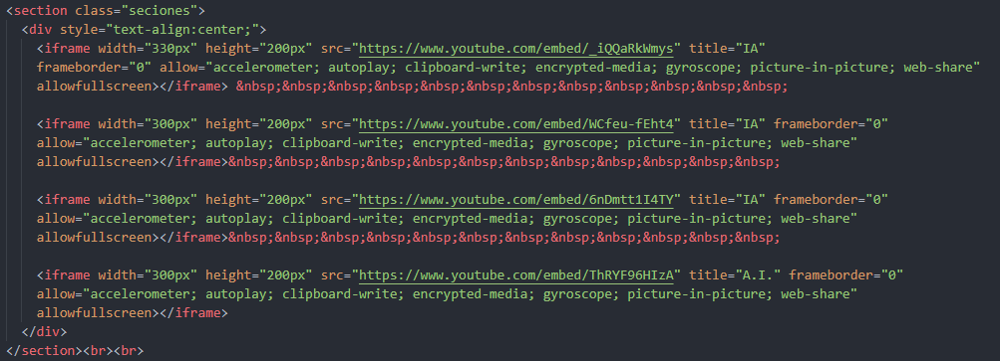 <section class="seciones">
<div style="text-align:center;">
<iframe width="330px" height="200px" src="https://www.youtube.com/embed/_iQQaRkWmys" title="IA"
frameborder="0" allow="accelerometer; autoplay; clipboard-write; encrypted-media; gyroscope; picture-in-picture; web-share"
allowfullscreen></iframe> &nbsp;&nbsp;&nbsp;&nbsp;&nbsp;&nbsp;&nbsp;&nbsp;&nbsp;&nbsp;&nbsp;&nbsp;
<iframe width="300px" height="200px" src="https://www.youtube.com/embed/WCfeu-fEht4" title="IA" frameborder="0"
allow="accelerometer; autoplay; clipboard-write; encrypted-media; gyroscope; picture-in-picture; web-share"
allowfullscreen></iframe>&nbsp;&nbsp;&nbsp;&nbsp;&nbsp;&nbsp;&nbsp;&nbsp;&nbsp;&nbsp;&nbsp;&nbsp;
<iframe width="300px" height="200px" src="https://www.youtube.com/embed/6nDmtt1I4TY" title="IA" frameborder="0"
allow="accelerometer; autoplay; clipboard-write; encrypted-media; gyroscope; picture-in-picture; web-share"
allowfullscreen></iframe>&nbsp;&nbsp;&nbsp;&nbsp;&nbsp;&nbsp;&nbsp;&nbsp;&nbsp;&nbsp;&nbsp;&nbsp;
<iframe width="300px" height="200px" src="https://www.youtube.com/embed/ThRYF96HIzA" title="A.I." frameborder="0"
allow="accelerometer; autoplay; clipboard-write; encrypted-media; gyroscope; picture-in-picture; web-share"
allowfullscreen></iframe>
</div>
</section><br><br>